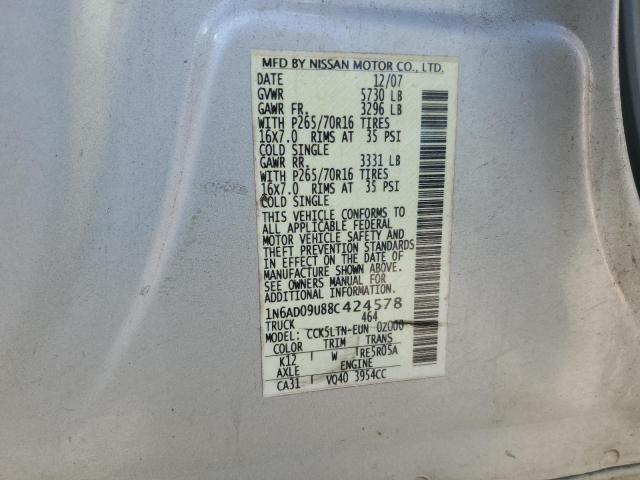 MFD BY NISSAN MOTOR CO., LTD.
DATE 12/07
GVWR 5730 LB
GAWR FR. 3296 LB
WITH P265/70R16 TIRES
16X7.0 RIMS AT 35 PSI
COLD SINGLE
GAWR RR. 3331 LB
WITH P265/70R16 TIRES
16X7.0 RIMS AT 35 PSI
COLD SINGLE
THIS VEHICLE CONFORMS TO
ALL APPLICABLE FEDERAL
MOTOR VEHICLE SAFETY AND
THEFT PREVENTION STANDARDS
IN EFFECT ON THE DATE OF
MANUFACTURE SHOWN ABOVE.
SEE OWNERS MANUAL FOR
ADDITIONAL INFORMATION.
1N6AD09U88C424578
TRUCK 464
MODEL: CCK5LTN-EUN 02000
COLOR TRIM TRANS
K12 W RE5R05A
AXLE ENGINE
CA31 VQ40 3954CC